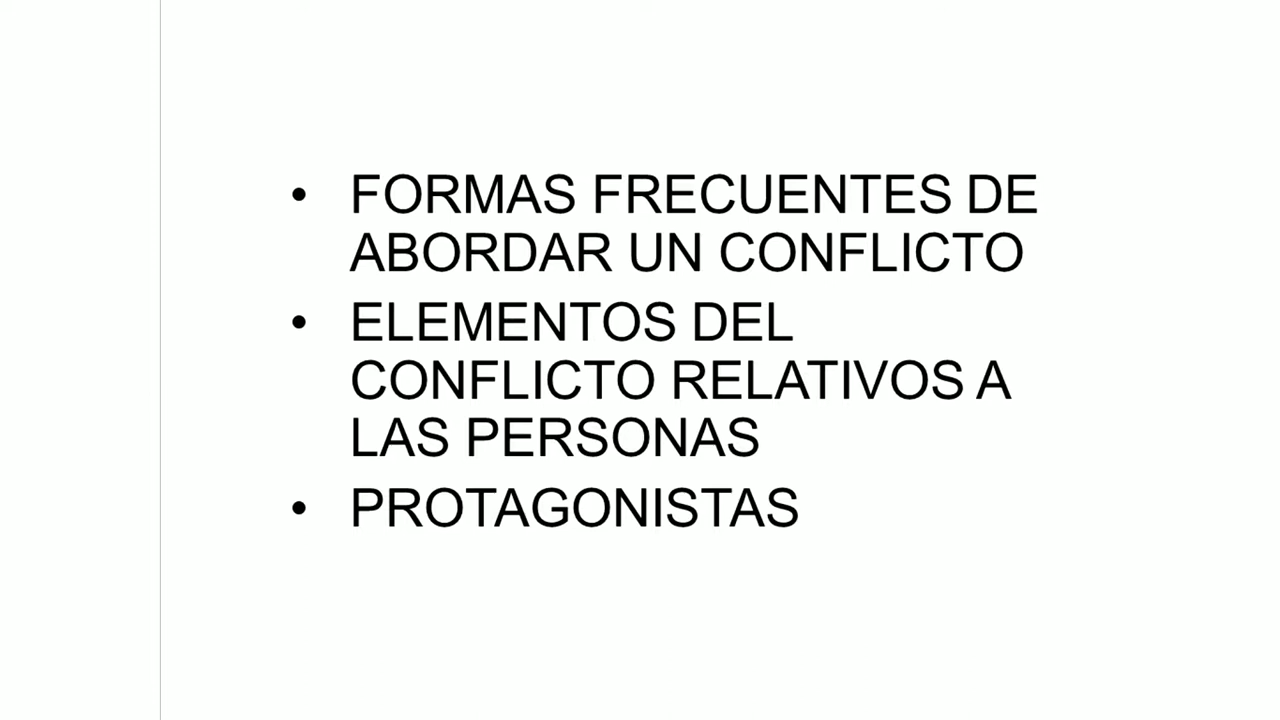 • FORMAS FRECUENTES DE
ABORDAR UN CONFLICTO
• ELEMENTOS DEL
CONFLICTO RELATIVOS A
LAS PERSONAS
• PROTAGONISTAS